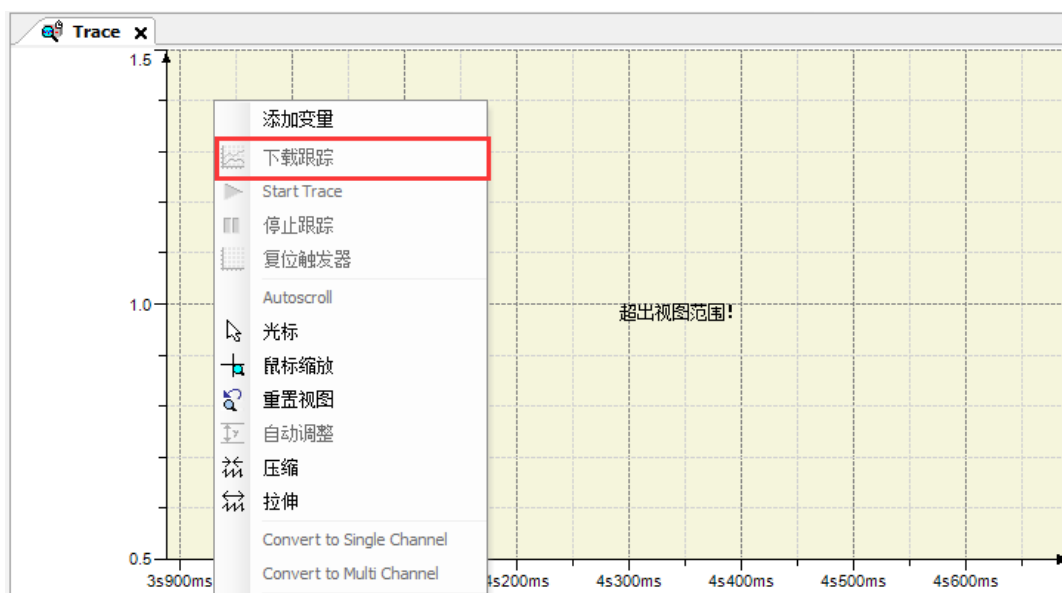 Trace
1.5
添加变量
下载跟踪
Start Trace
停止跟踪
复位触发器
Autoscroll
1.0
超出视图范围!
光标
鼠标缩放
重置视图
自动调整
压缩
拉伸
Convert to Single Channel
0.5
Convert to Multi Channel
3s900ms 4s200ms 4s300ms 4s400ms 4s500ms 4s600ms